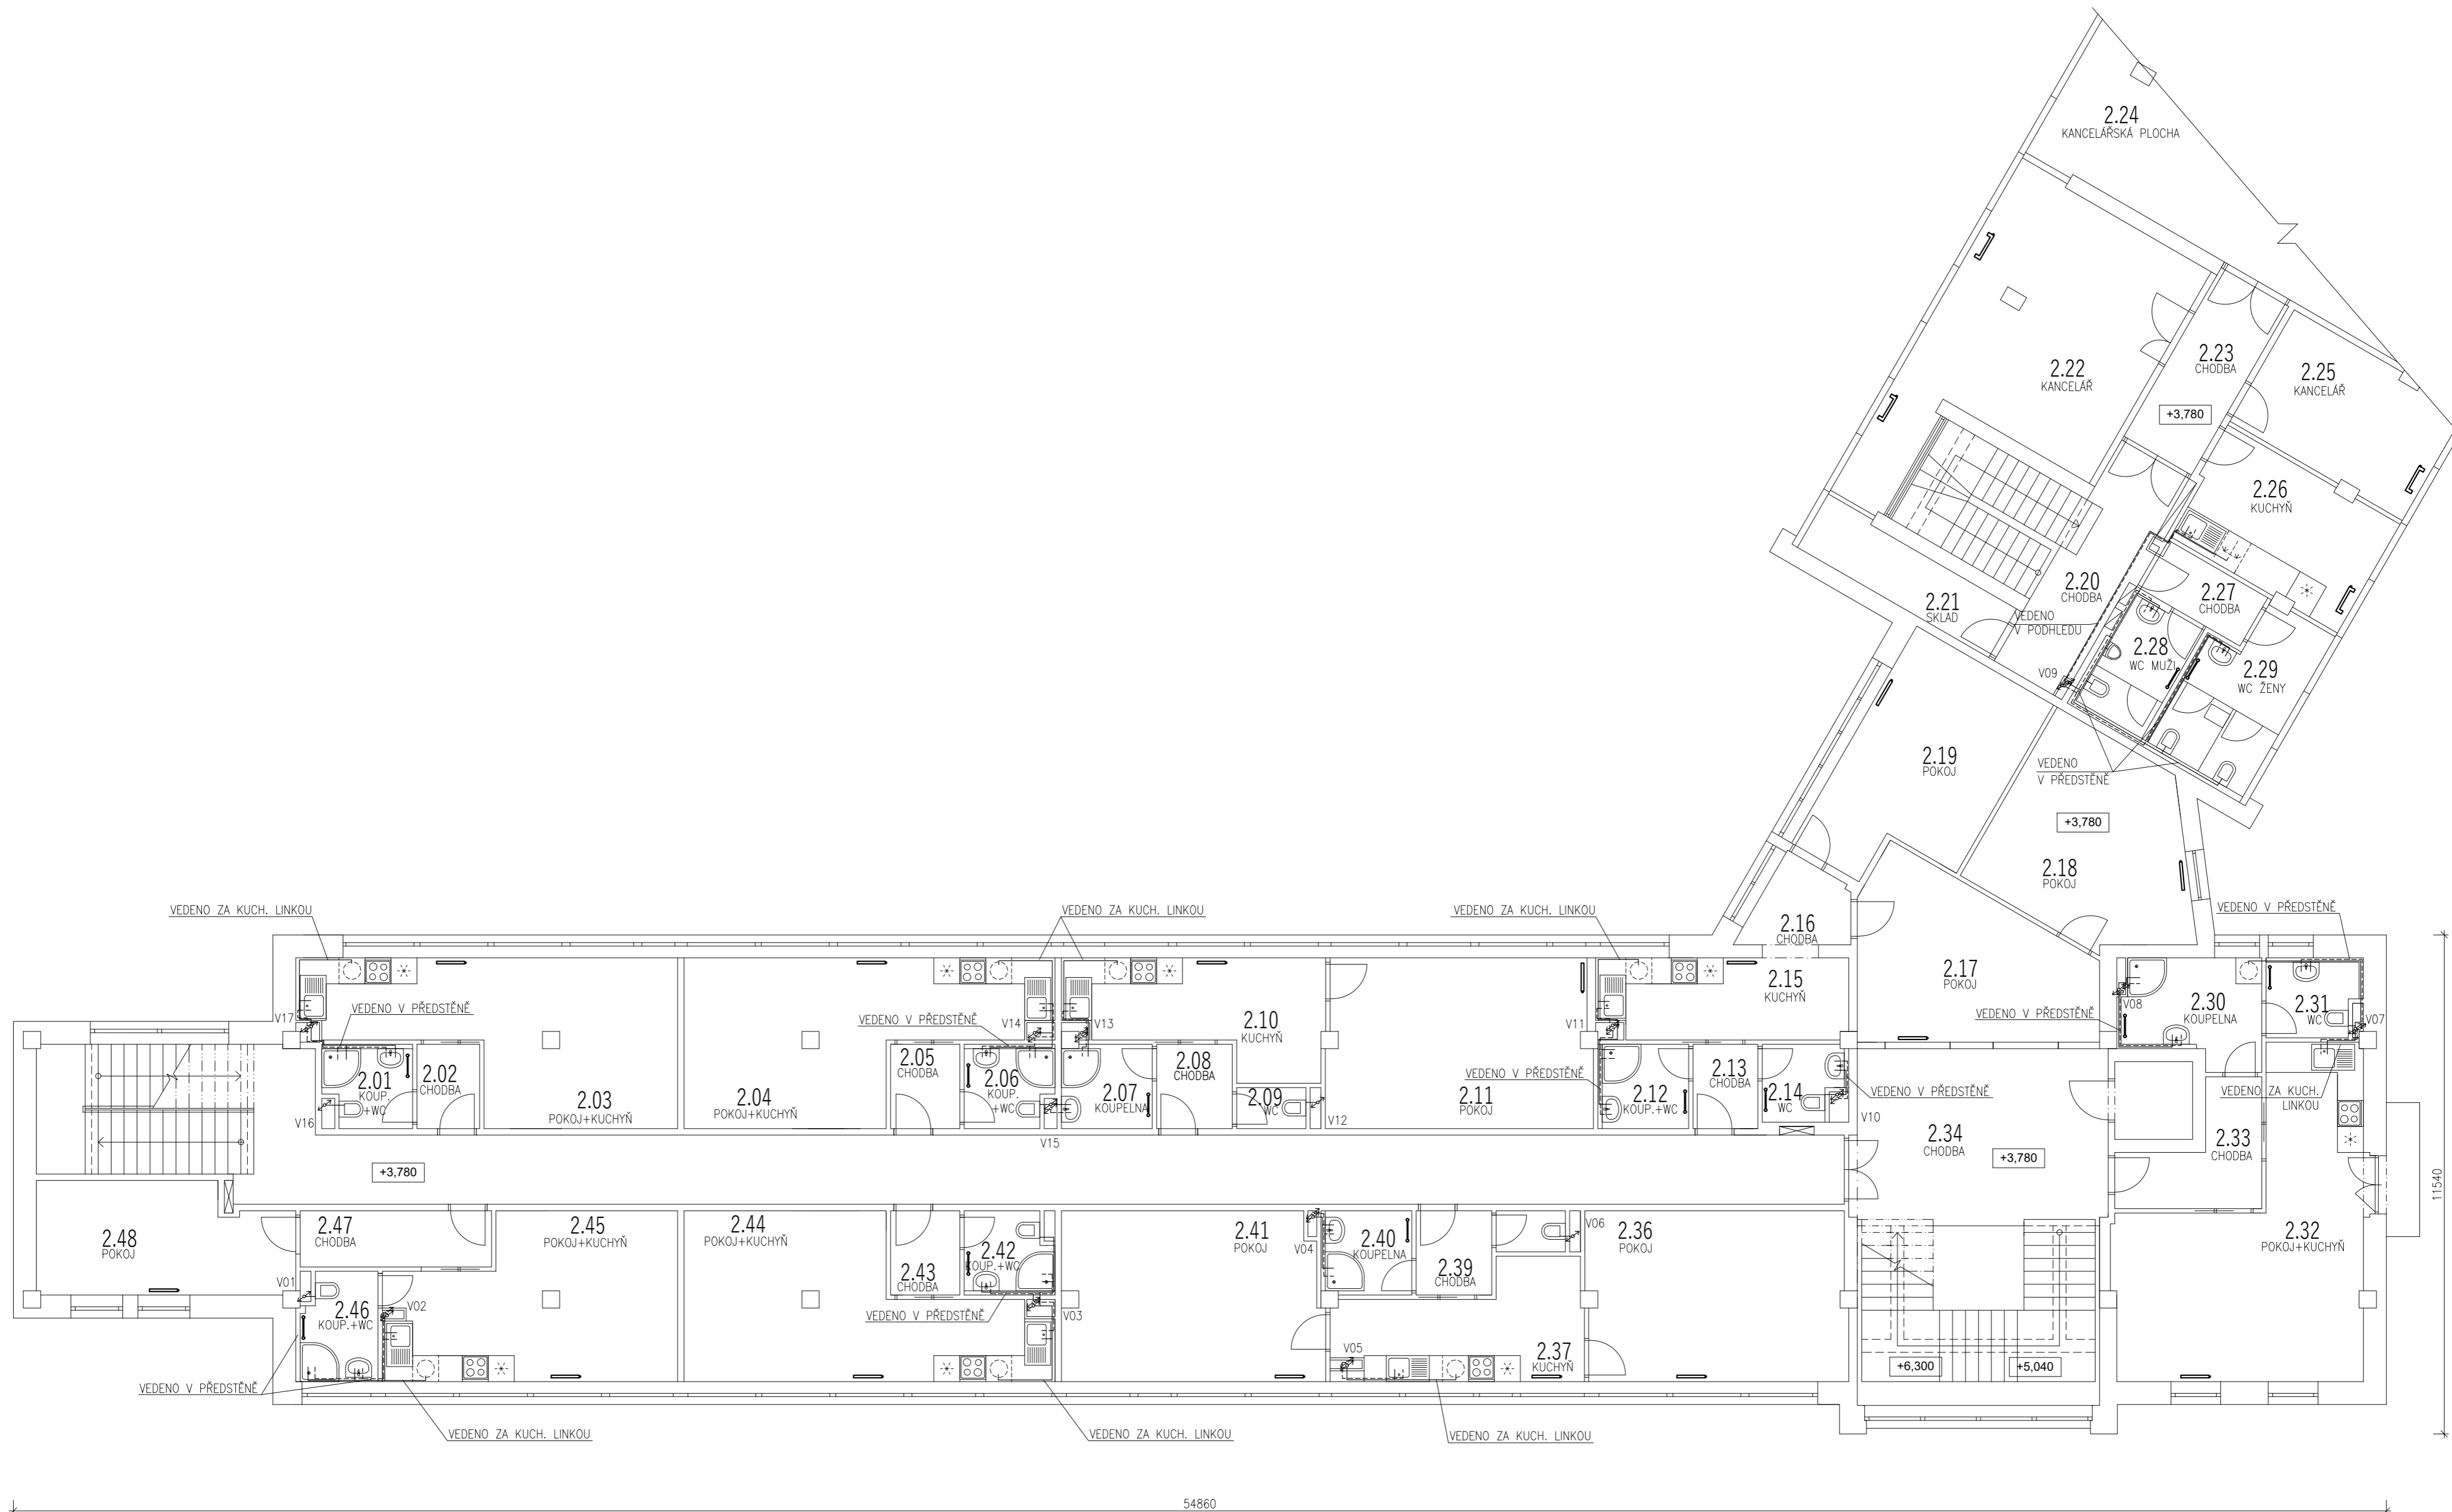 2.24
KANCELÁŘSKÁ PLOCHA
2.22
KANCELÁŘ
2.23
CHODBA
2.25
KANCELÁŘ
+3,780
2.26
KUCHYŇ
2.20
CHODBA
2.27
CHODBA
2.21
SKLAD
VEDENO
V PODHLEDU
2.28
WC MUŽI
2.29
WC ŽENY
V09
2.19
POKOJ
VEDENO
V PŘEDSTĚNĚ
+3,780
2.18
POKOJ
VEDENO ZA KUCH. LINKOU
VEDENO ZA KUCH. LINKOU
VEDENO ZA KUCH. LINKOU
VEDENO V PŘEDSTĚNĚ
2.16
CHODBA
2.17
POKOJ
2.15
KUCHYŇ
2.30
KOUPELNA
2.31
WC
V08
V07
VEDENO V PŘEDSTĚNĚ
V17
VEDENO V PŘEDSTĚNĚ
VEDENO V PŘEDSTĚNĚ
V14
V13
2.10
KUCHYŇ
V11
2.01
KOUP.
+WC
2.02
CHODBA
2.03
POKOJ+KUCHYŇ
2.04
POKOJ+KUCHYŇ
2.05
CHODBA
2.06
KOUP.
+WC
2.07
KOUPELNA
2.08
CHODBA
2.09
WC
V12
2.11
POKOJ
VEDENO V PŘEDSTĚNĚ
2.12
KOUP.+WC
2.13
CHODBA
2.14
WC
VEDENO V PŘEDSTĚNĚ
V10
VEDENO ZA KUCH.
LINKOU
V16
V15
2.34
CHODBA
+3,780
2.33
CHODBA
+3,780
11540
2.48
POKOJ
2.47
CHODBA
2.45
POKOJ+KUCHYŇ
2.44
POKOJ+KUCHYŇ
2.43
CHODBA
2.42
KOUP.+WC
2.41
POKOJ
V04
2.40
KOUPELNA
2.39
CHODBA
V06
2.36
POKOJ
2.32
POKOJ+KUCHYŇ
V01
2.46
KOUP.+WC
V02
VEDENO V PŘEDSTĚNĚ
V03
V05
2.37
KUCHYŇ
+6,300
+5,040
VEDENO V PŘEDSTĚNĚ
VEDENO ZA KUCH. LINKOU
VEDENO ZA KUCH. LINKOU
VEDENO ZA KUCH. LINKOU
54860